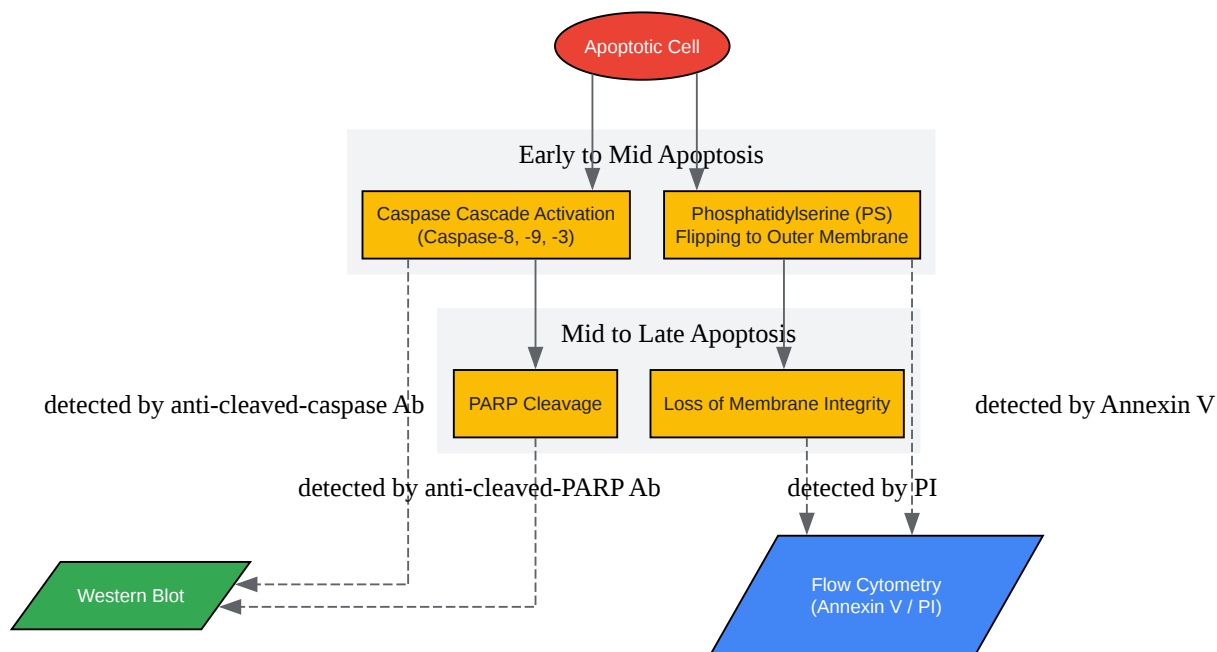 Apoptotic Cell
Early to Mid Apoptosis
Caspase Cascade Activation
(Caspase-8, -9, -3)
Phosphatidylserine (PS)
Flipping to Outer Membrane
Mid to Late Apoptosis
PARP Cleavage
Loss of Membrane Integrity
detected by anti-cleaved-caspase Ab
detected by Annexin V
detected by anti-cleaved-PARP Ab
detected by PI
Western Blot
Flow Cytometry
(Annexin V / PI)